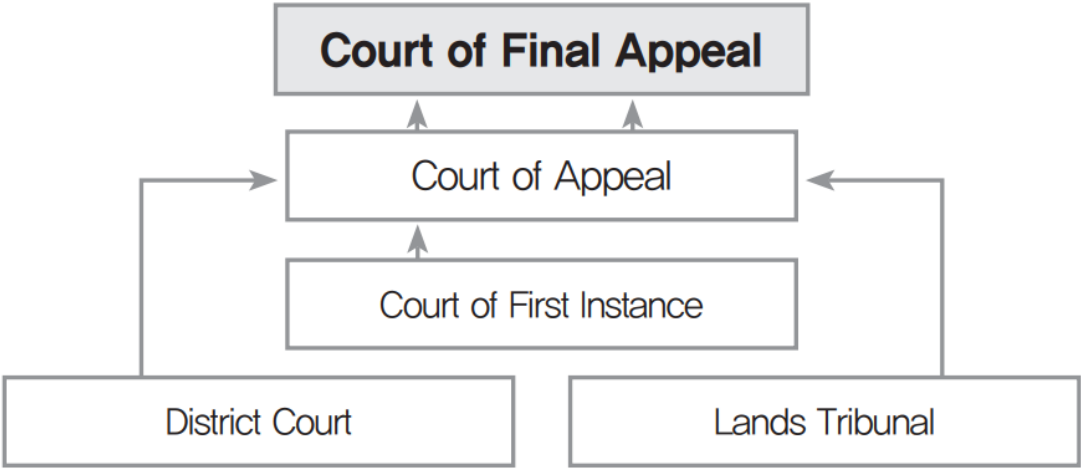 Court of Final Appeal
Court of Appeal
Court of First Instance
District Court
Lands Tribunal